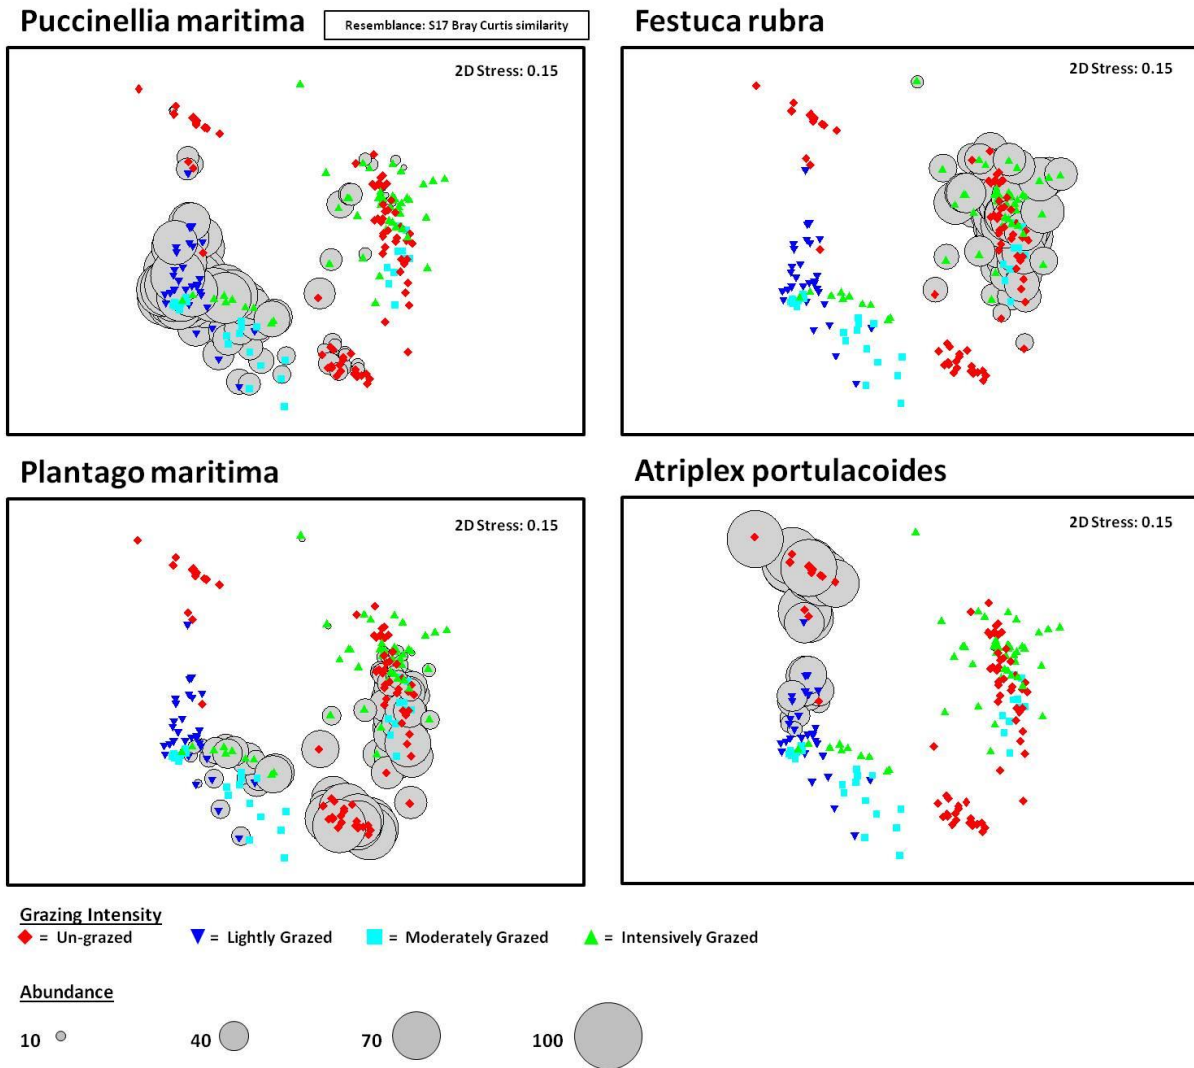 Puccinellia maritima
Resemblance: S17 Bray Curtis similarity
Festuca rubra
2D Stress: 0.15
2D Stress: 0.15
Plantago maritima
Atriplex portulacoides
2D Stress: 0.15
2D Stress: 0.15
Grazing Intensity
= Un-grazed
= Lightly Grazed
= Moderately Grazed
= Intensively Grazed
Abundance
10
40
70
100